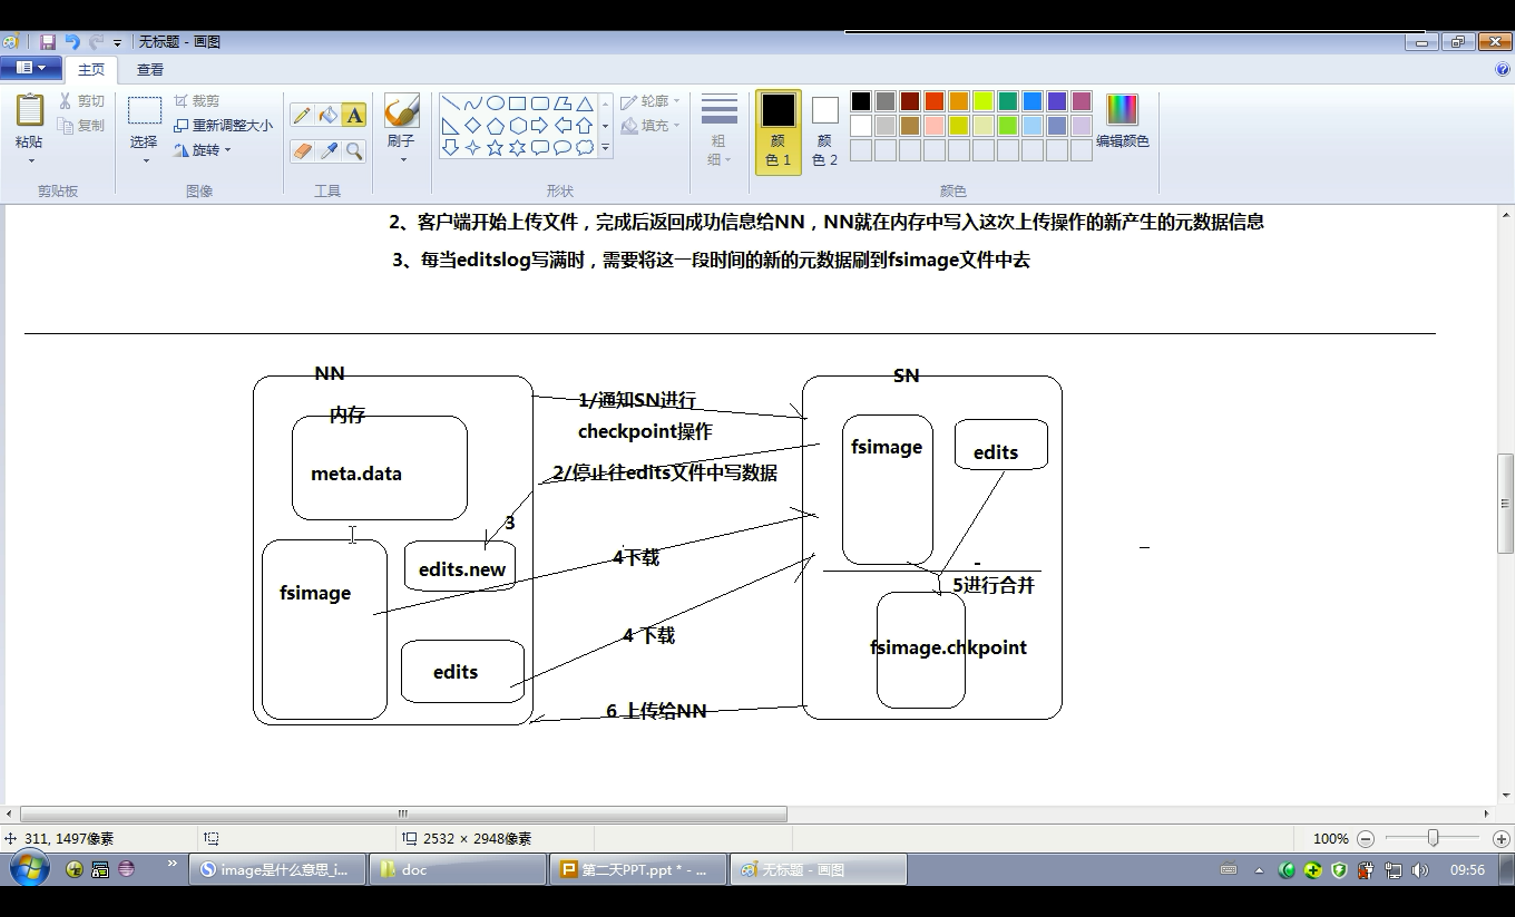 无标题 - 画图
主页
查看
粘贴
剪切
复制
剪贴板
选择
裁剪
重新调整大小
旋转
图像
A
工具
刷子
轮廓
填充
形状
粗
细
颜
色 1
颜
色 2
编辑颜色
颜色
2、客户端开始上传文件，完成后返回成功信息给NN，NN就在内存中写入这次上传操作的新产生的元数据信息
3、每当editslog写满时，需要将这一段时间的新的元数据刷到fsimage文件中去
NN
SN
内存
meta.data
1/通知SN进行
checkpoint操作
2/停止往edits文件中写数据
3
edits.new
fsimage
edits
4下载
4 下载
6 上传给NN
fsimage
edits
5进行合并
fsimage.chkpoint
311, 1497像素
2532 × 2948像素
100%
image是什么意思_i...
doc
第二天PPT.ppt * - ...
无标题 - 画图
09:56